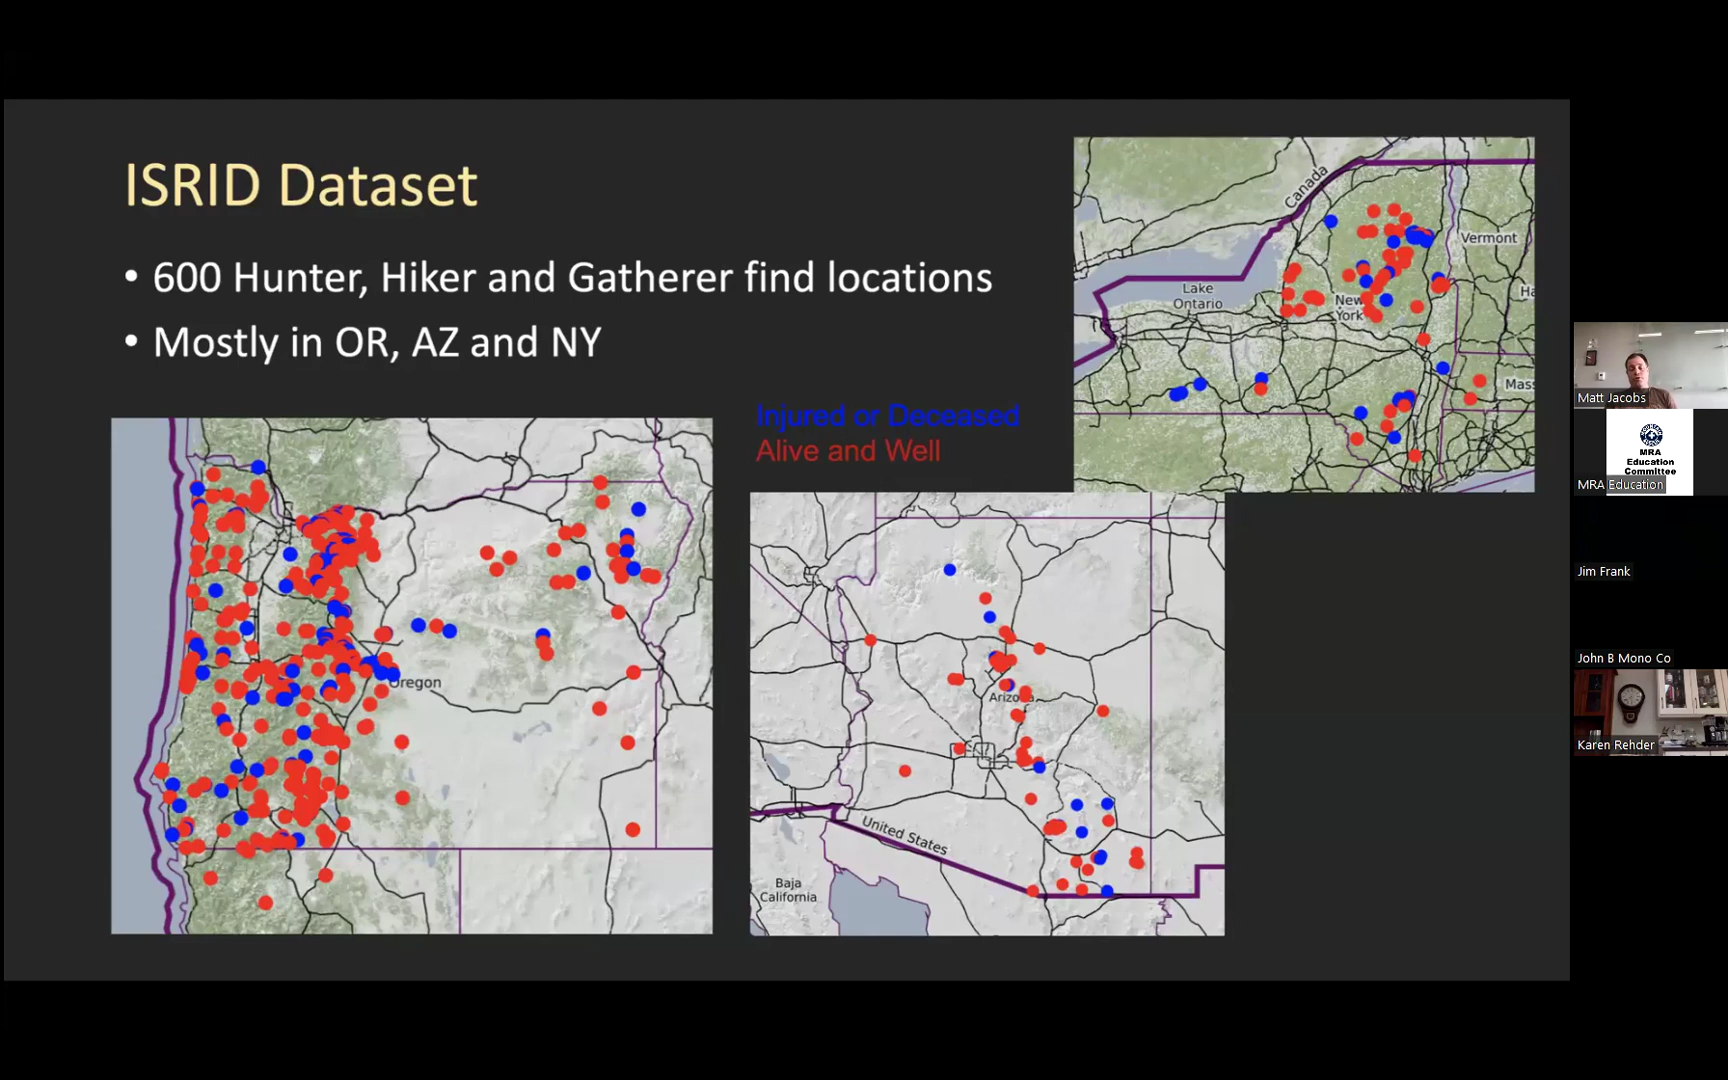 ISRID Dataset
• 600 Hunter, Hiker and Gatherer find locations
• Mostly in OR, AZ and NY
Injured or Deceased
Alive and Well
Oregon
Canada
Vermont
Lake
Ontario
New
York
Ha
Mass
Arizona
United States
Baja
California
Matt Jacobs
MRA
Education
Committee
MRA Education
Jim Frank
John B Mono Co
Karen Rehder